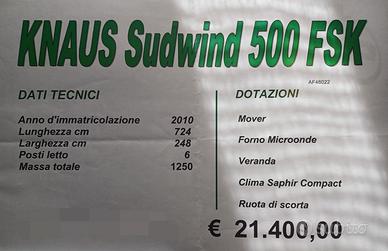 KNAUS Sudwind 500 FSK
AF46022
DATI TECNICI
Anno d'immatricolazione 2010
Lunghezza cm 724
Larghezza cm 248
Posti letto 6
Massa totale 1250
DOTAZIONI
Mover
Forno Microonde
Veranda
Clima Saphir Compact
Ruota di scorta
€ 21.400,00